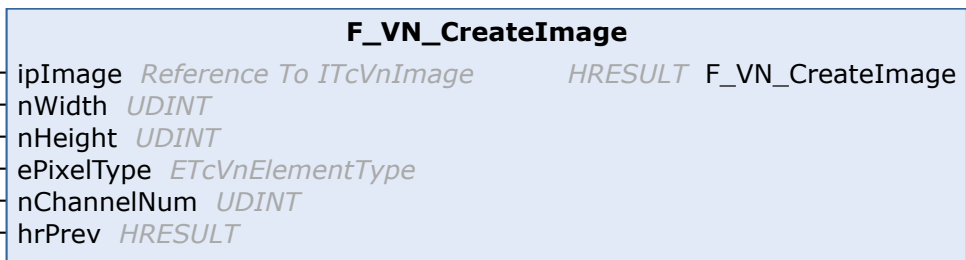 F_VN_CreateImage
ipImage Reference To ITcVnImage HRESULT F_VN_CreateImage
nWidth UDINT
nHeight UDINT
ePixelType ETcVnElementType
nChannelNum UDINT
hrPrev HRESULT